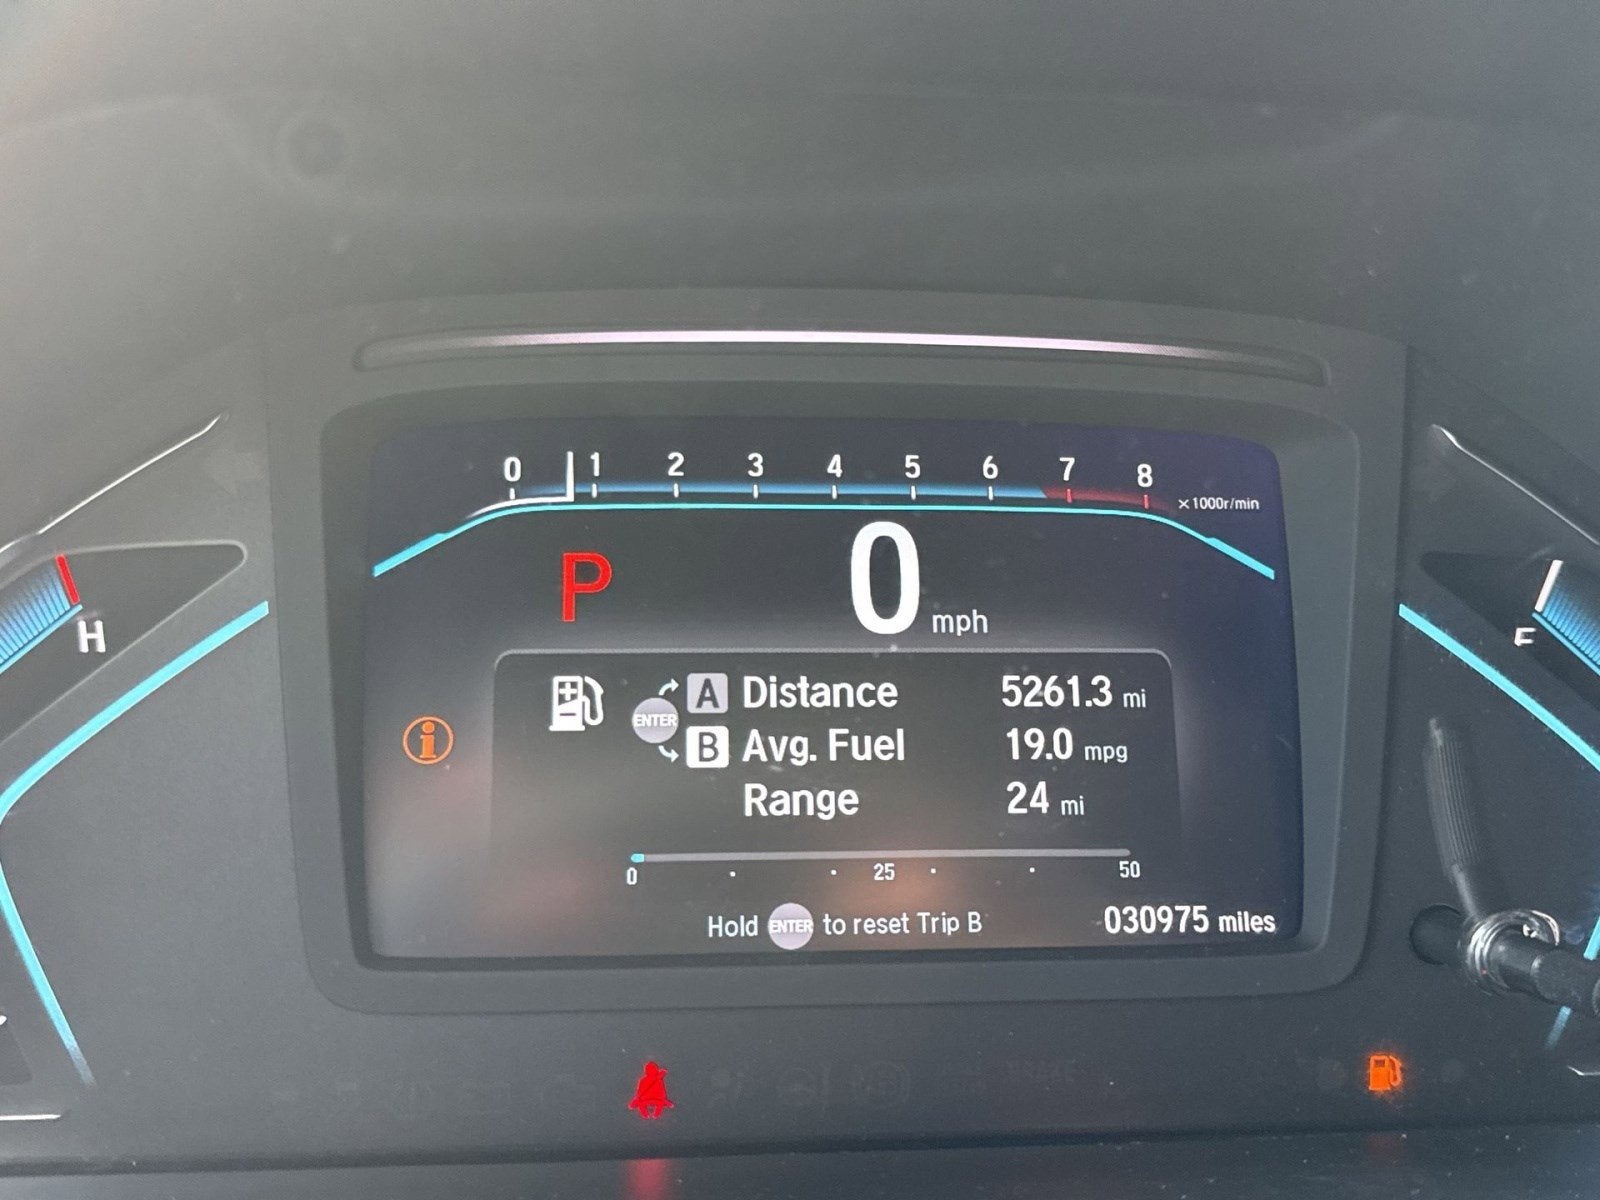 0 1 2 3 4 5 6 7 8
×1000r/min
P 0 mph
H
F
A Distance 5261.3 mi
ENTER
B Avg. Fuel 19.0 mpg
Range 24 mi
0 25 50
Hold ENTER to reset Trip B
030975 miles